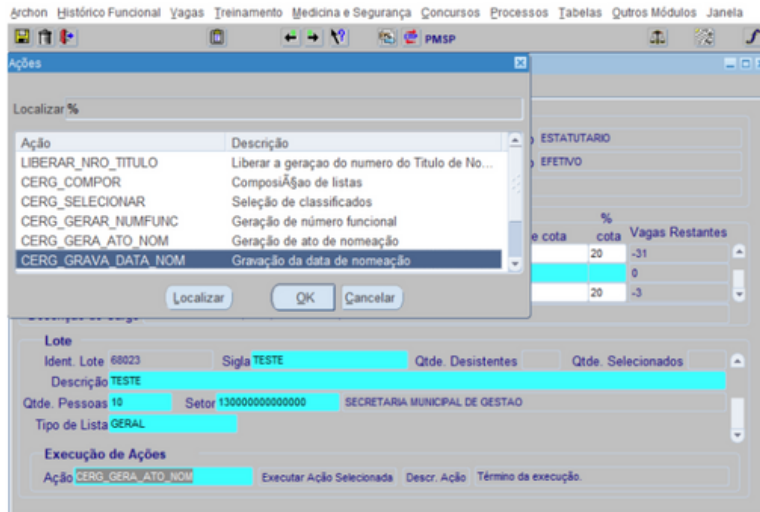 Archon Histórico Funcional Vagas Treinamento Medicina e Segurança Concursos Processos Tabelas Outros Módulos Janela
PMSP
Ações
Localizar %
Ação Descrição
LIBERAR_NRO_TITULO Liberar a geraçao do numero do Titulo de No...
CERG_COMPOR ComposiÃ§ao de listas
CERG_SELECIONAR Seleção de classificados
CERG_GERAR_NUMFUNC Geração de número funcional
CERG_GERA_ATO_NOM Geração de ato de nomeação
CERG_GRAVA_DATA_NOM Gravação da data de nomeação
Localizar OK Cancelar
ESTATUTARIO
EFETIVO
e cota % cota Vagas Restantes
20 -31
0
20 -3
Lote
Ident. Lote 68023 Sigla TESTE Qtde. Desistentes Qtde. Selecionados
Descrição TESTE
Qtde. Pessoas 10 Setor 130000000000000 SECRETARIA MUNICIPAL DE GESTAO
Tipo de Lista GERAL
Execução de Ações
Ação CERG_GERA_ATO_NOM Executar Ação Selecionada Descr. Ação Término da execução.